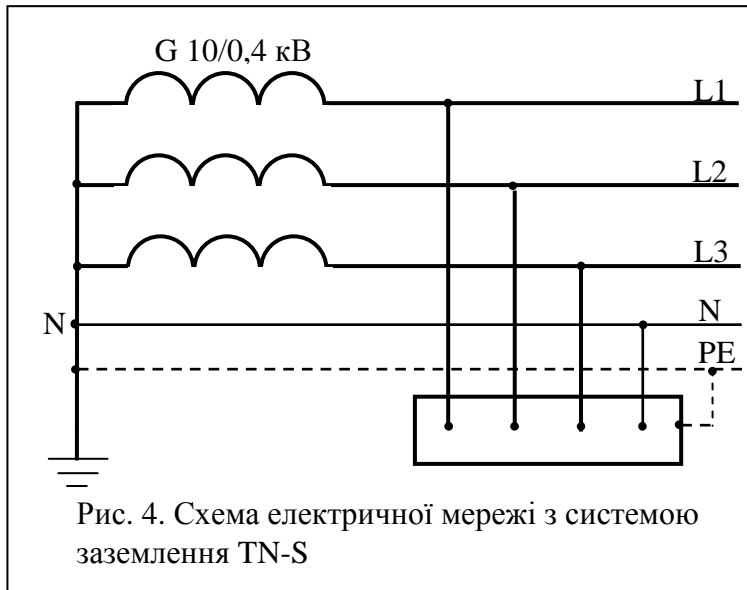 G 10/0,4 кВ
L1
L2
L3
N
N
PE
Рис. 4. Схема електричної мережі з системою
заземлення TN-S